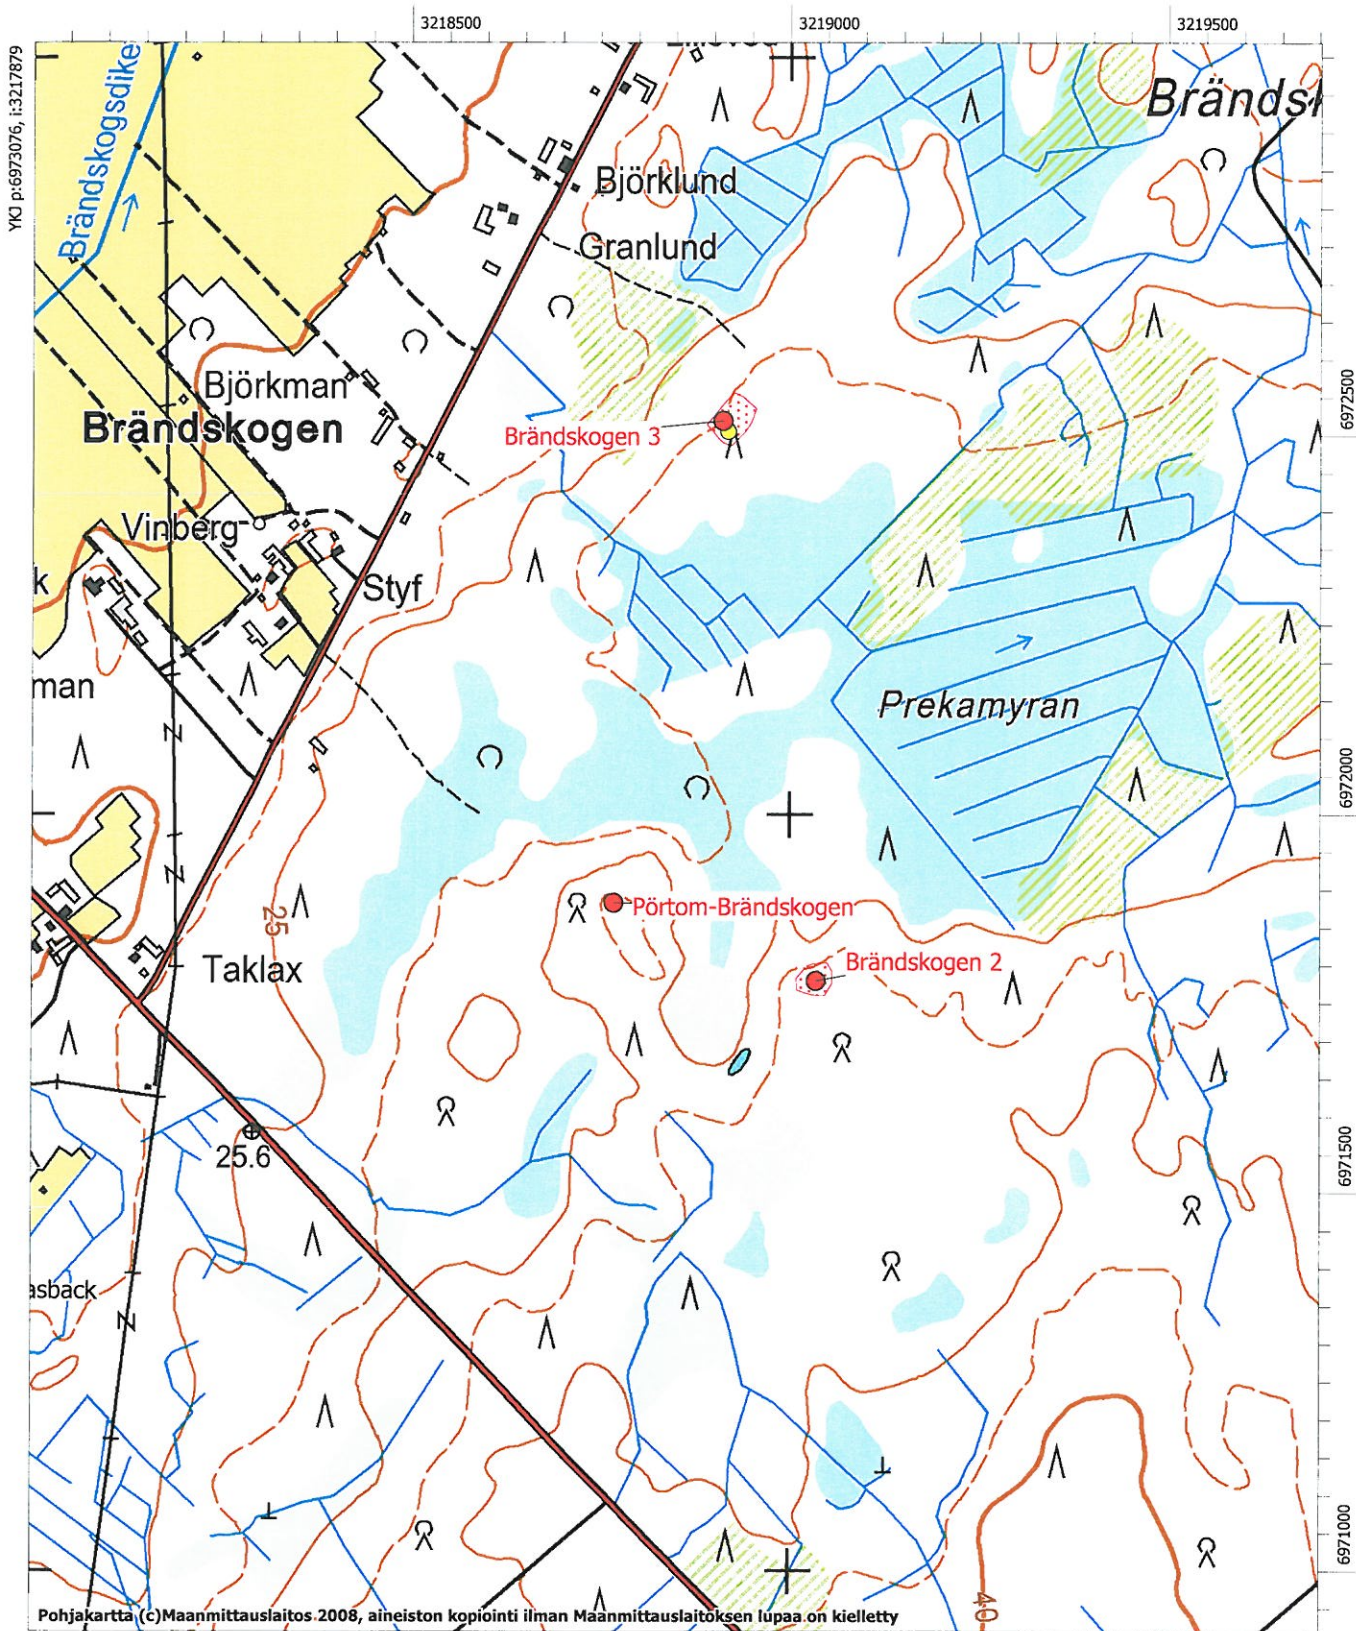 3218500
3219000
3219500
YKJ p:6973076, i:3217879
Brändskogsdike
Björklund
Granlund
Björkman
Brändskogen
Brändskogen 3
6972500
Vinberg
Styf
k
man
Prekamyran
6972000
Pörtom-Brändskogen
Brändskogen 2
25
Taklax
25.6
6971500
asback
6971000
40
Pohjakartta (c)Maanmittauslaitos 2008, aineiston kopiointi ilman Maanmittauslaitoksen lupaa on kielletty